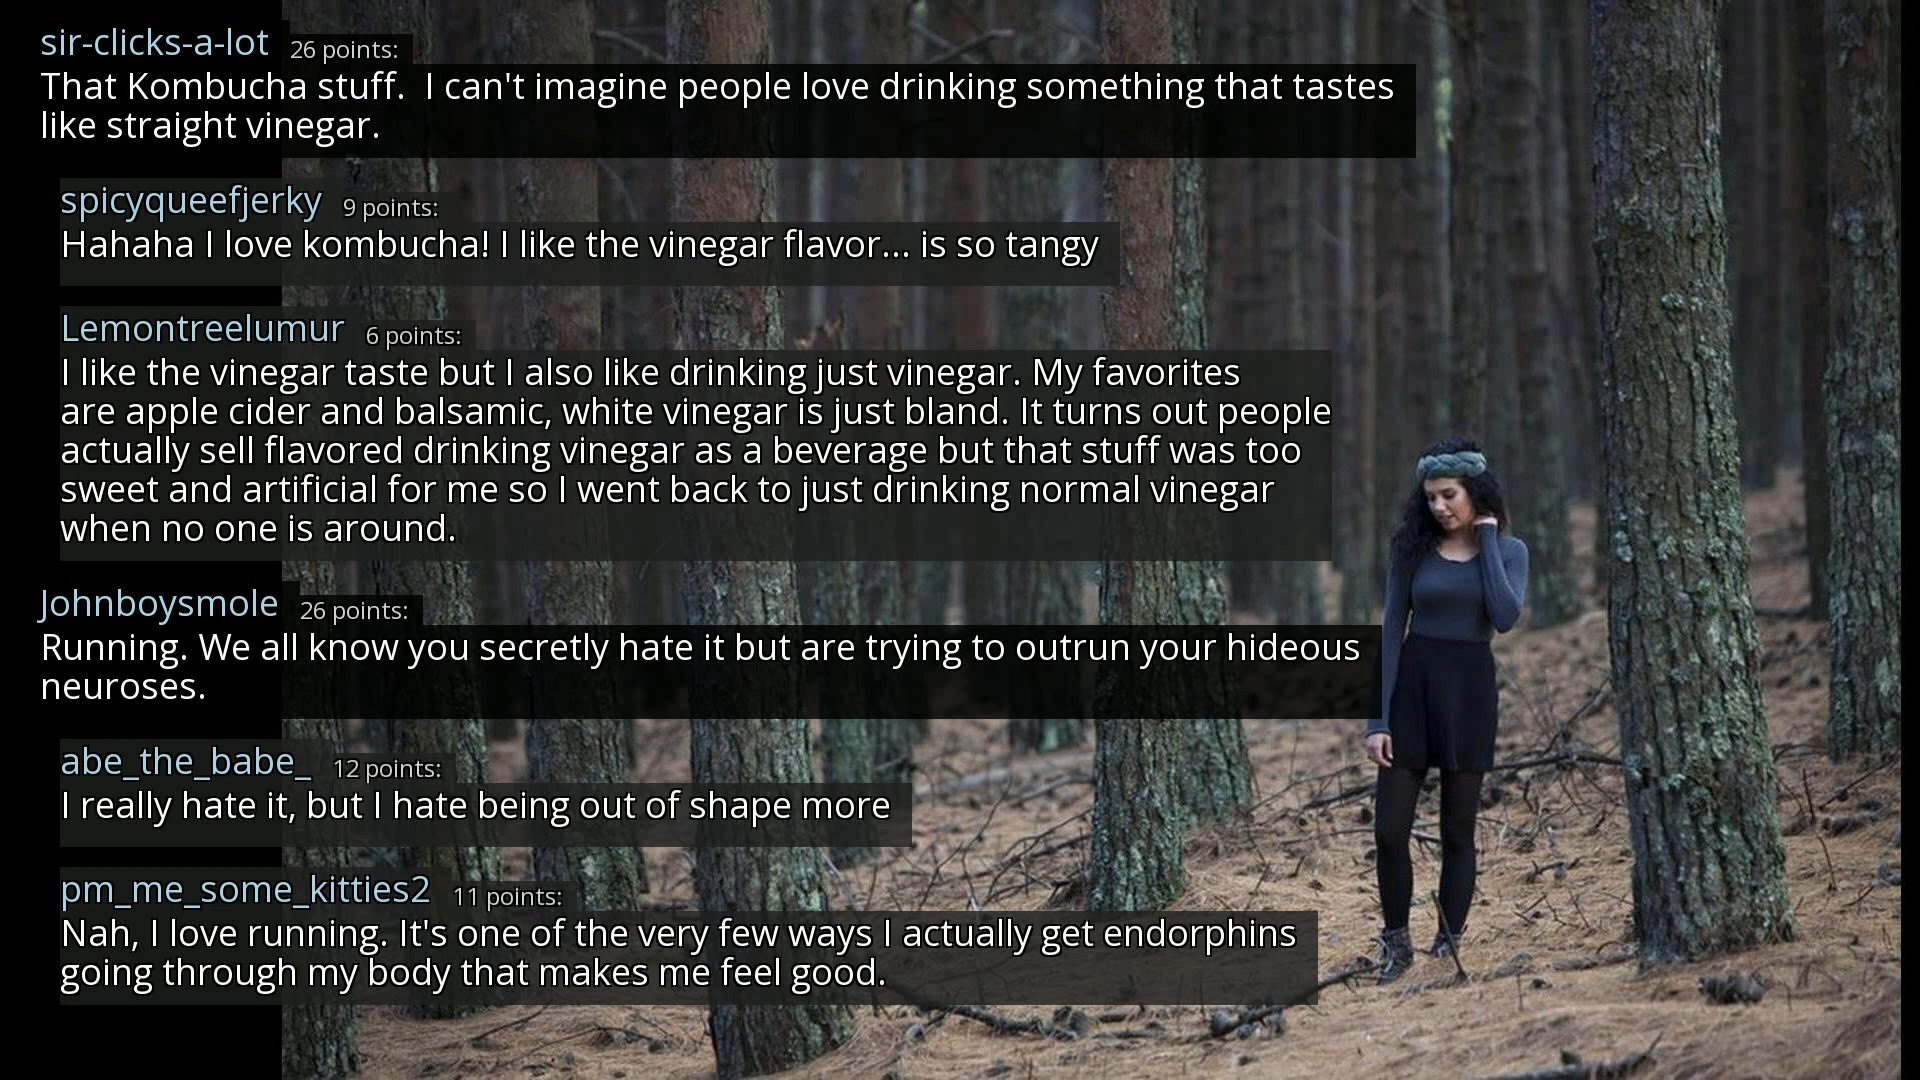 sir-clicks-a-lot 26 points:
That Kombucha stuff.  I can't imagine people love drinking something that tastes
like straight vinegar.
spicyqueefjerky 9 points:
Hahaha I love kombucha! I like the vinegar flavor... is so tangy
Lemontreelumur 6 points:
I like the vinegar taste but I also like drinking just vinegar. My favorites
are apple cider and balsamic, white vinegar is just bland. It turns out people
actually sell flavored drinking vinegar as a beverage but that stuff was too
sweet and artificial for me so I went back to just drinking normal vinegar
when no one is around.
Johnboysmole 26 points:
Running. We all know you secretly hate it but are trying to outrun your hideous
neuroses.
abe_the_babe_ 12 points:
I really hate it, but I hate being out of shape more
pm_me_some_kitties2 11 points:
Nah, I love running. It's one of the very few ways I actually get endorphins
going through my body that makes me feel good.